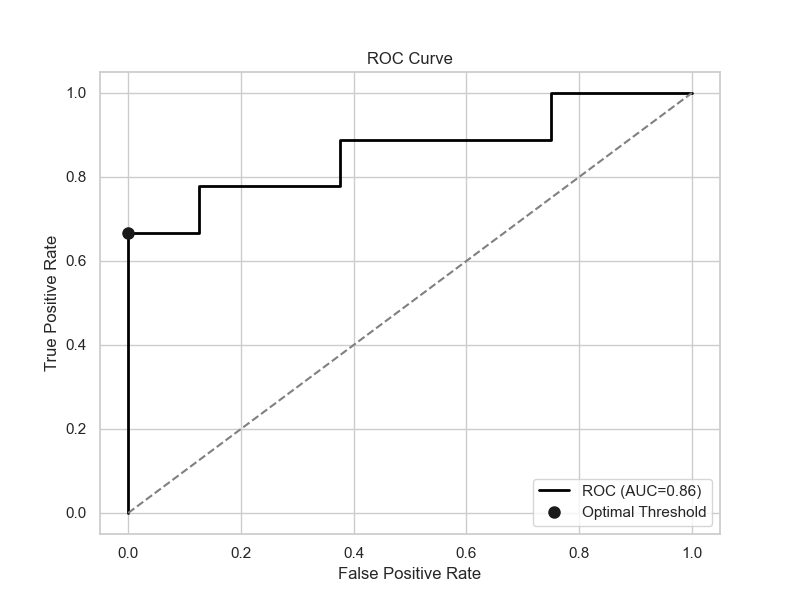 ROC Curve
1.0
0.8
0.6
0.4
0.2
0.0
True Positive Rate
0.0 0.2 0.4 0.6 0.8 1.0
False Positive Rate
ROC (AUC=0.86)
Optimal Threshold